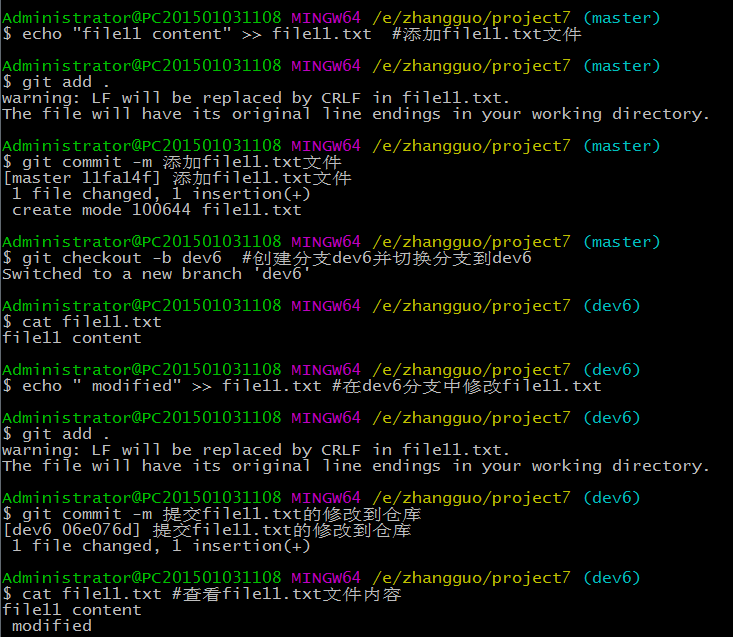 Administrator@PC201501031108 MINGW64 /e/zhangguo/project7 (master)
$ echo "file11 content" >> file11.txt  #添加file11.txt文件
Administrator@PC201501031108 MINGW64 /e/zhangguo/project7 (master)
$ git add .
warning: LF will be replaced by CRLF in file11.txt.
The file will have its original line endings in your working directory.
Administrator@PC201501031108 MINGW64 /e/zhangguo/project7 (master)
$ git commit -m 添加file11.txt文件
[master 11fa14f] 添加file11.txt文件
 1 file changed, 1 insertion(+)
 create mode 100644 file11.txt
Administrator@PC201501031108 MINGW64 /e/zhangguo/project7 (master)
$ git checkout -b dev6  #创建分支dev6并切换分支到dev6
Switched to a new branch 'dev6'
Administrator@PC201501031108 MINGW64 /e/zhangguo/project7 (dev6)
$ cat file11.txt
file11 content
Administrator@PC201501031108 MINGW64 /e/zhangguo/project7 (dev6)
$ echo " modified" >> file11.txt #在dev6分支中修改file11.txt
Administrator@PC201501031108 MINGW64 /e/zhangguo/project7 (dev6)
$ git add .
warning: LF will be replaced by CRLF in file11.txt.
The file will have its original line endings in your working directory.
Administrator@PC201501031108 MINGW64 /e/zhangguo/project7 (dev6)
$ git commit -m 提交file11.txt的修改到仓库
[dev6 06e076d] 提交file11.txt的修改到仓库
 1 file changed, 1 insertion(+)
Administrator@PC201501031108 MINGW64 /e/zhangguo/project7 (dev6)
$ cat file11.txt #查看file11.txt文件内容
file11 content
 modified